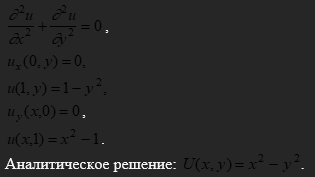 ∂²u/∂x² + ∂²u/∂y² = 0 ,
uₓ(0, y) = 0,
u(1, y) = 1 − y² ,
u_y(x,0) = 0 ,
u(x,1) = x² − 1 .
Аналитическое решение: U(x, y) = x² − y² .